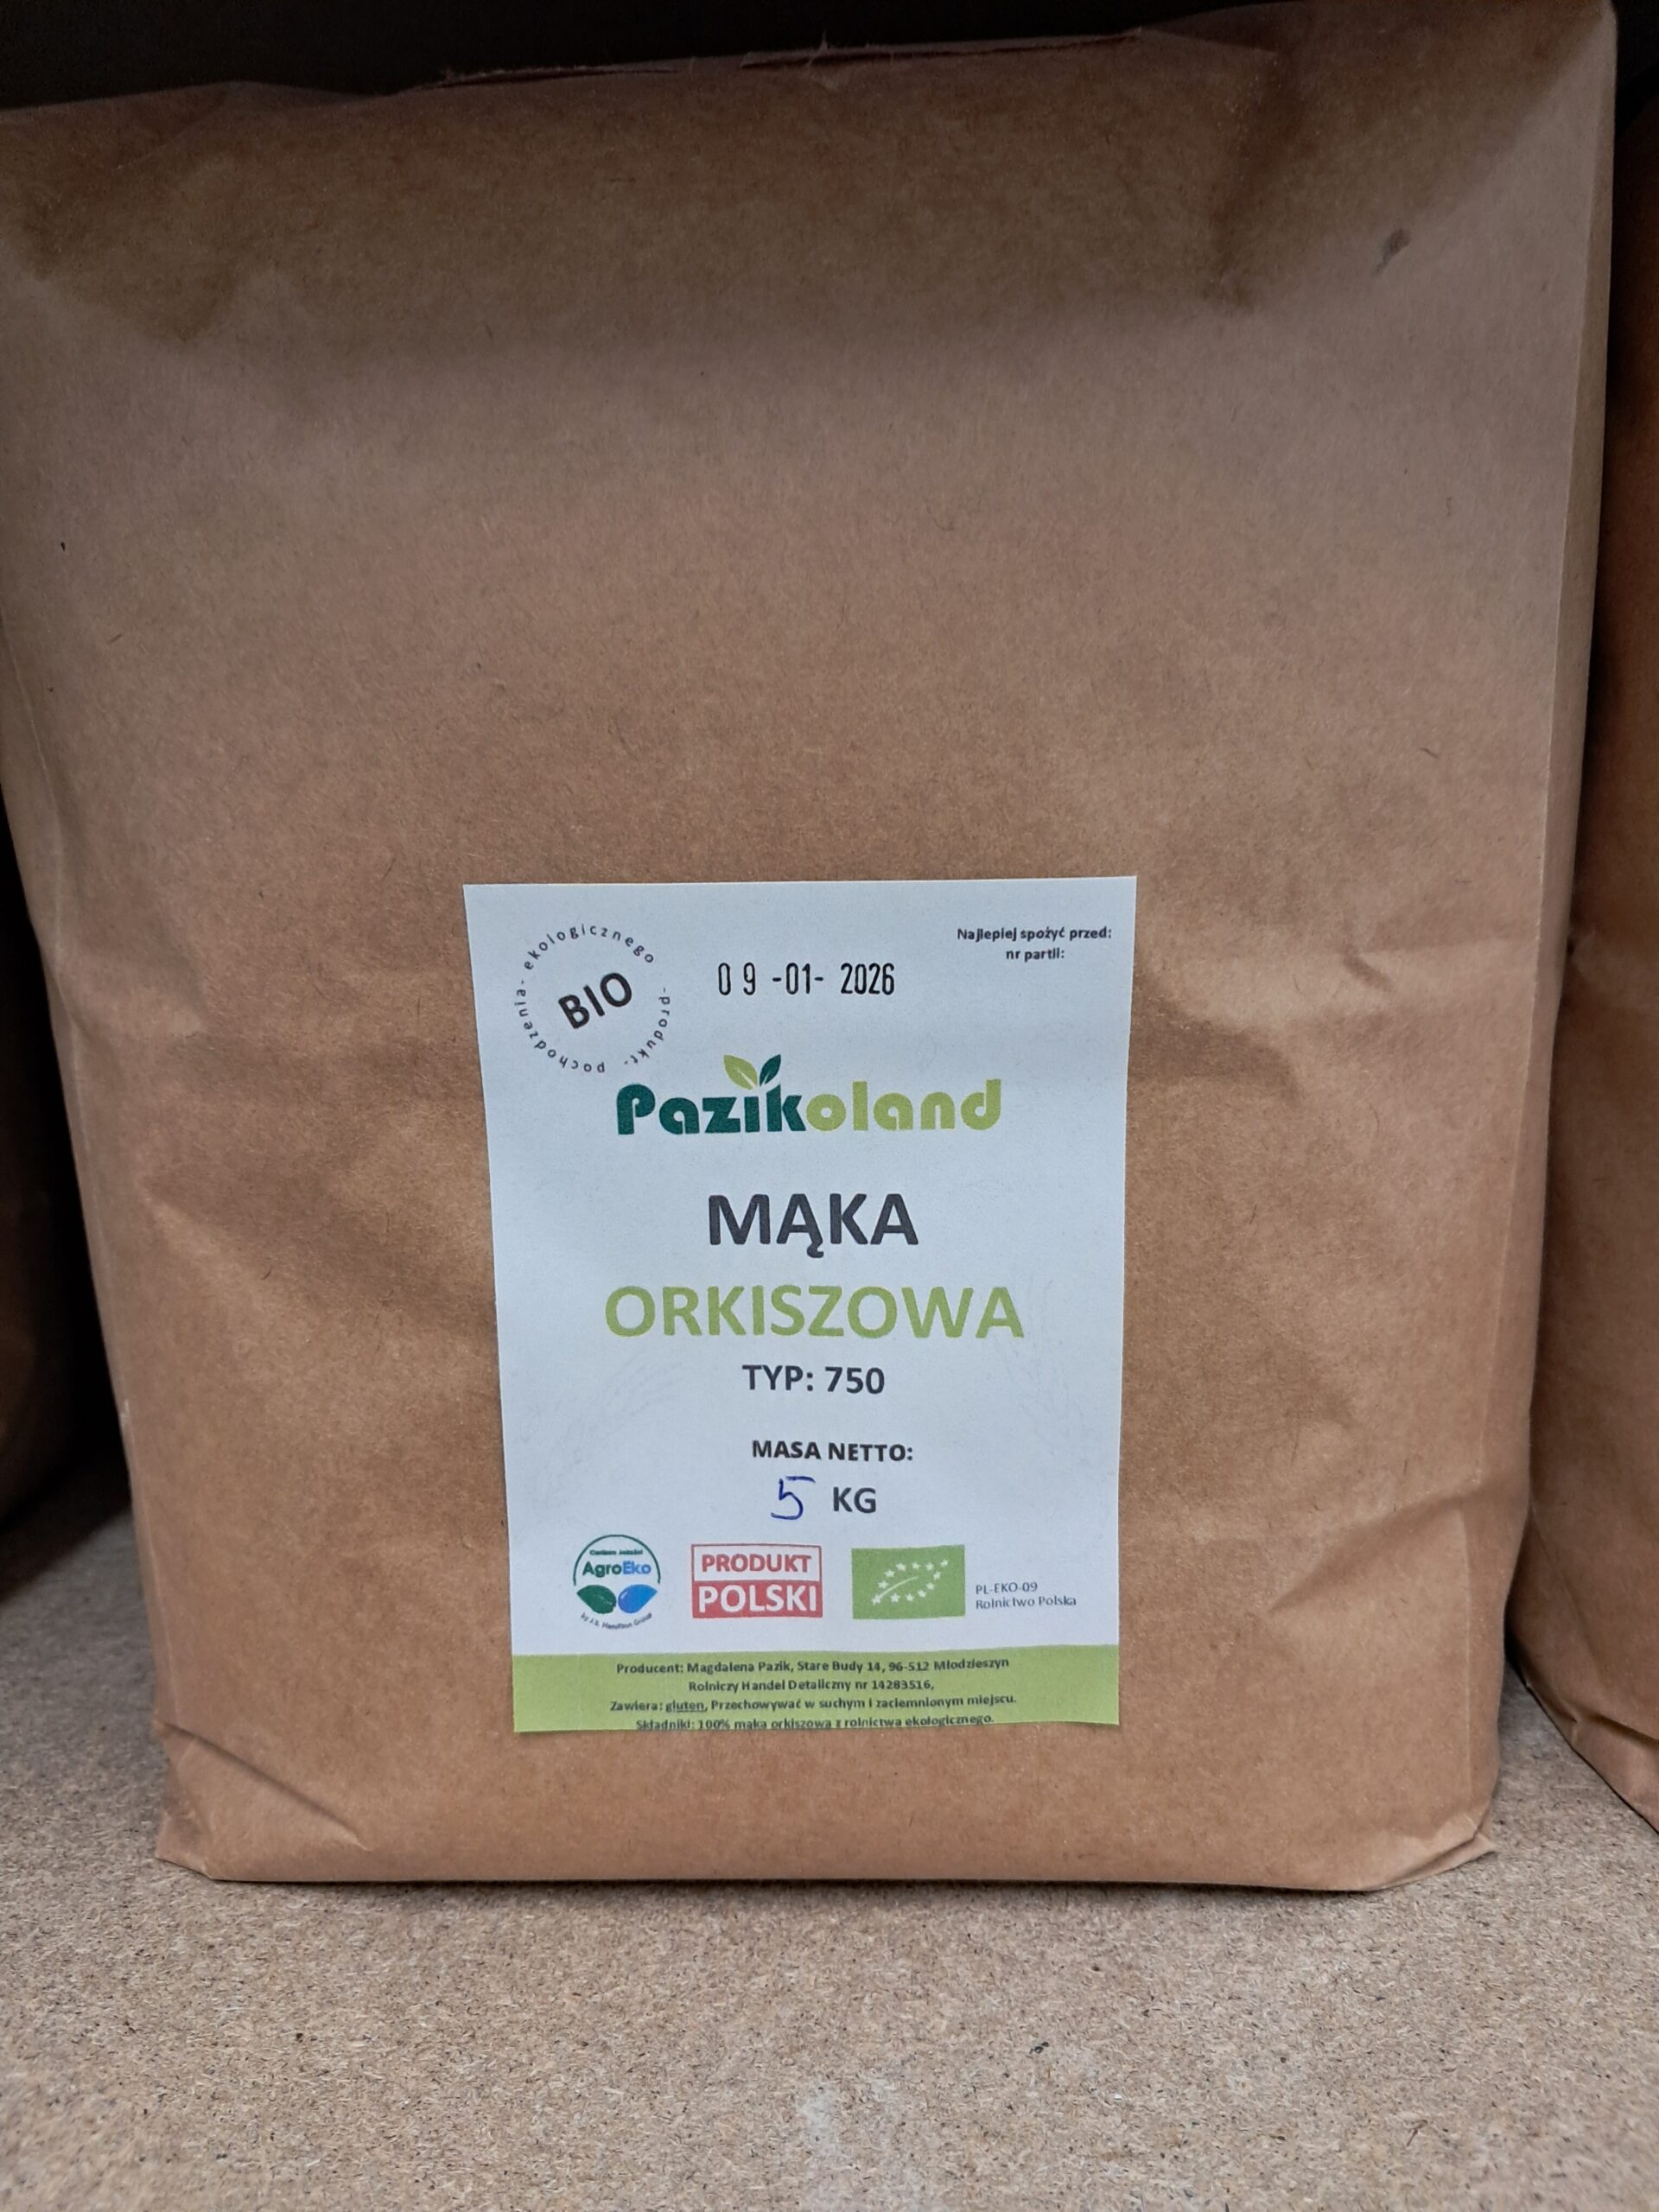 -produkt- pochodzenia- ekologicznego
BIO
Najlepiej spożyć przed:
nr partii:
09 -01- 2026
Pazikoland
MĄKA
ORKISZOWA
TYP: 750
MASA NETTO:
5 KG
AgroEko
PRODUKT
POLSKI
PL-EKO-09
Rolnictwo Polska
Producent: Magdalena Pazik, Stare Budy 14, 96-512 Młodzieszyn
Rolniczy Handel Detaliczny nr 14283516,
Zawiera: gluten, Przechowywać w suchym i zaciemnionym miejscu.
Składniki: 100% mąka orkiszowa z rolnictwa ekologicznego.